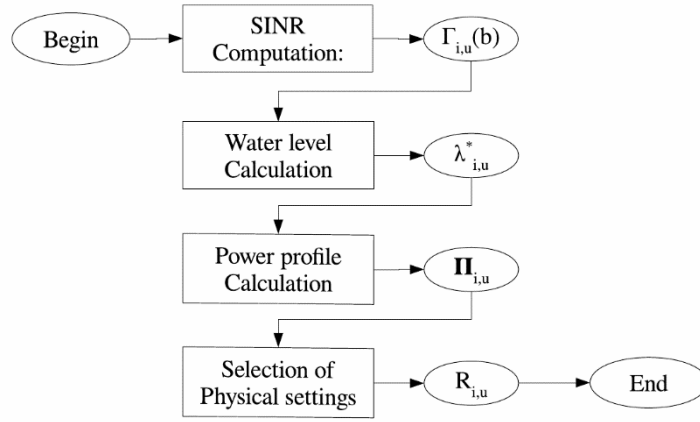 Begin
SINR
Computation:
Γi,u(b)
Water level
Calculation
λ*i,u
Power profile
Calculation
Πi,u
Selection of
Physical settings
Ri,u
End